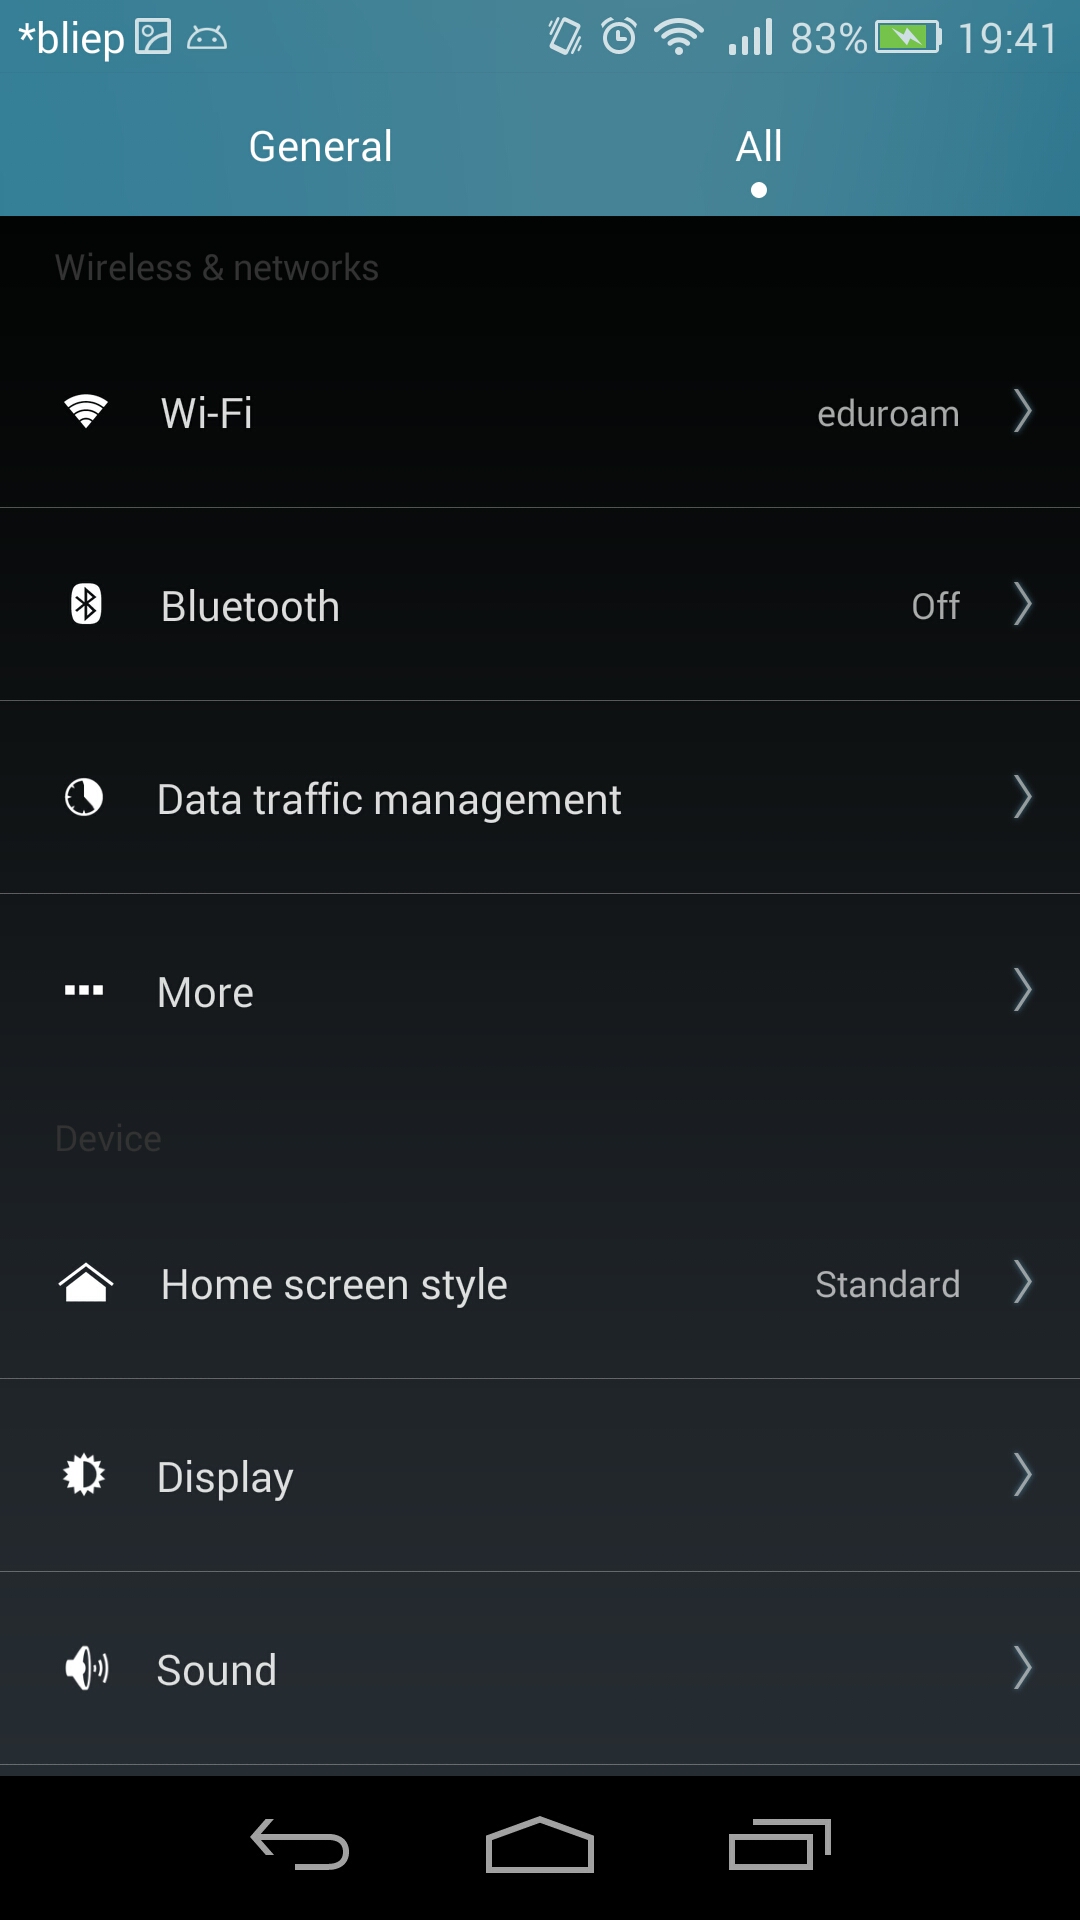 *bliep 83% 19:41
General All
Wireless & networks
Wi-Fi eduroam
Bluetooth Off
Data traffic management
More
Device
Home screen style Standard
Display
Sound